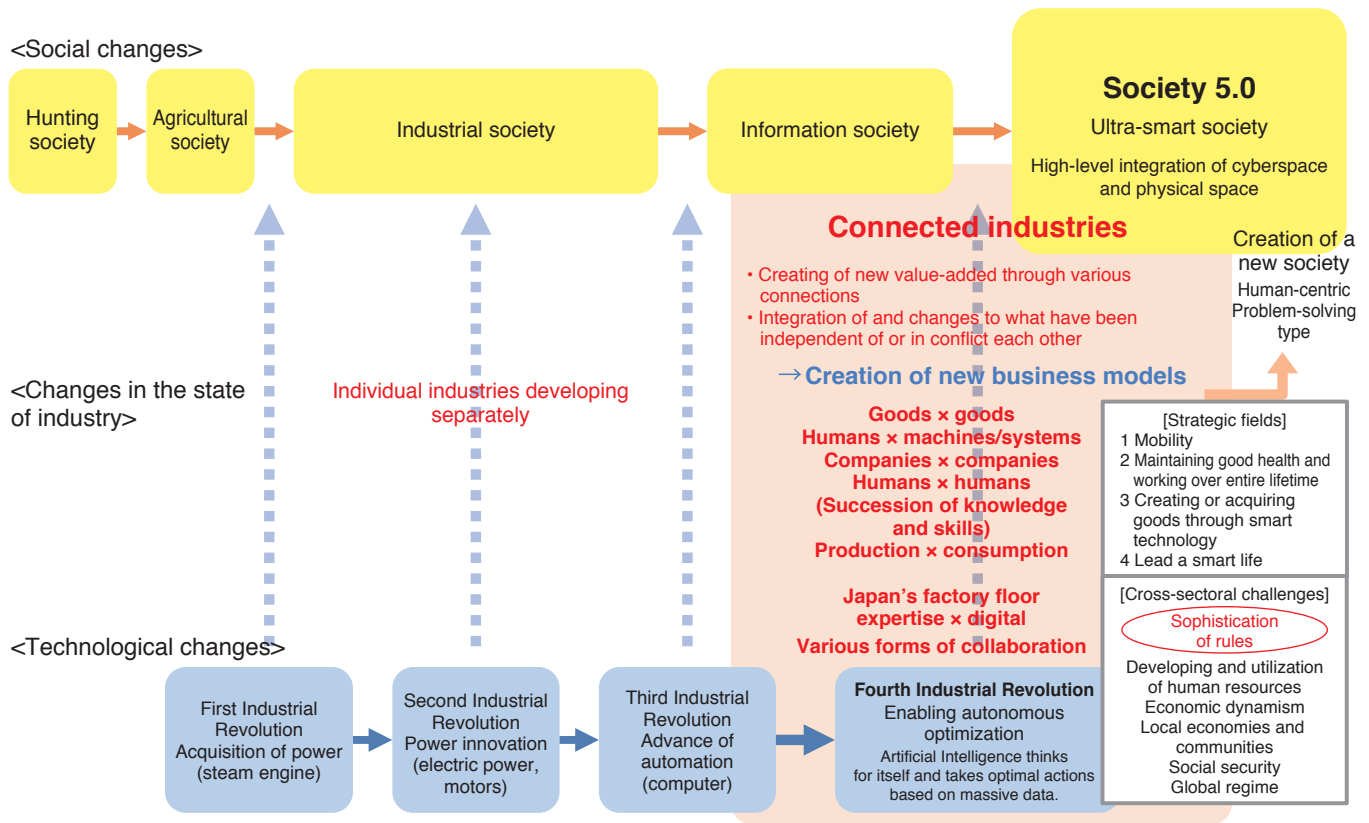 <Social changes>
Hunting
society
Agricultural
society
Industrial society
Information society
Society 5.0
Ultra-smart society
High-level integration of cyberspace
and physical space
Connected industries
・Creating of new value-added through various
connections
・Integration of and changes to what have been
independent of or in conflict each other
→Creation of new business models
Creation of a
new society
Human-centric
Problem-solving
type
<Changes in the state
of industry>
Individual industries developing
separately
Goods × goods
Humans × machines/systems
Companies × companies
Humans × humans
(Succession of knowledge
and skills)
Production × consumption
Japan's factory floor
expertise × digital
Various forms of collaboration
[Strategic fields]
1 Mobility
2 Maintaining good health and
working over entire lifetime
3 Creating or acquiring
goods through smart
technology
4 Lead a smart life
[Cross-sectoral challenges]
Sophistication
of rules
Developing and utilization
of human resources
Economic dynamism
Local economies and
communities
Social security
Global regime
<Technological changes>
First Industrial
Revolution
Acquisition of power
(steam engine)
Second Industrial
Revolution
Power innovation
(electric power,
motors)
Third Industrial
Revolution
Advance of
automation
(computer)
Fourth Industrial Revolution
Enabling autonomous
optimization
Artificial Intelligence thinks
for itself and takes optimal actions
based on massive data.